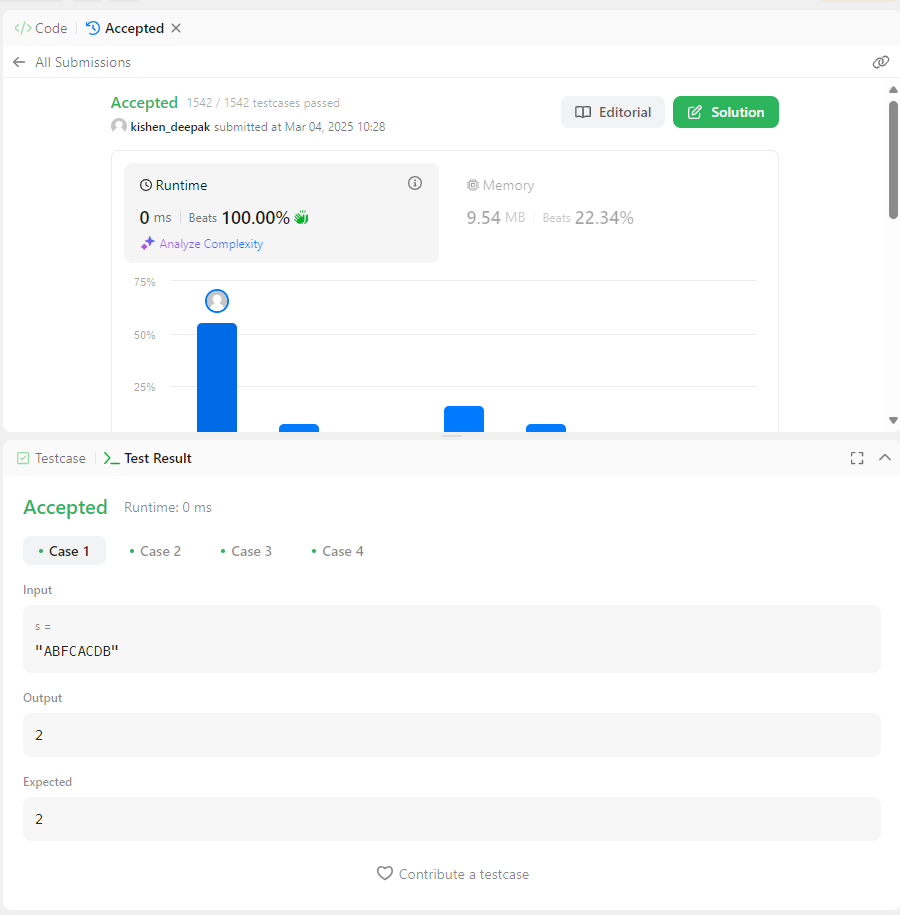 Code
Accepted
All Submissions
Accepted 1542 / 1542 testcases passed
kishen_deepak submitted at Mar 04, 2025 10:28
Editorial
Solution
Runtime
0 ms Beats 100.00%
Analyze Complexity
Memory
9.54 MB Beats 22.34%
75%
50%
25%
Testcase
Test Result
Accepted Runtime: 0 ms
Case 1
Case 2
Case 3
Case 4
Input
s =
"ABFCACDB"
Output
2
Expected
2
Contribute a testcase